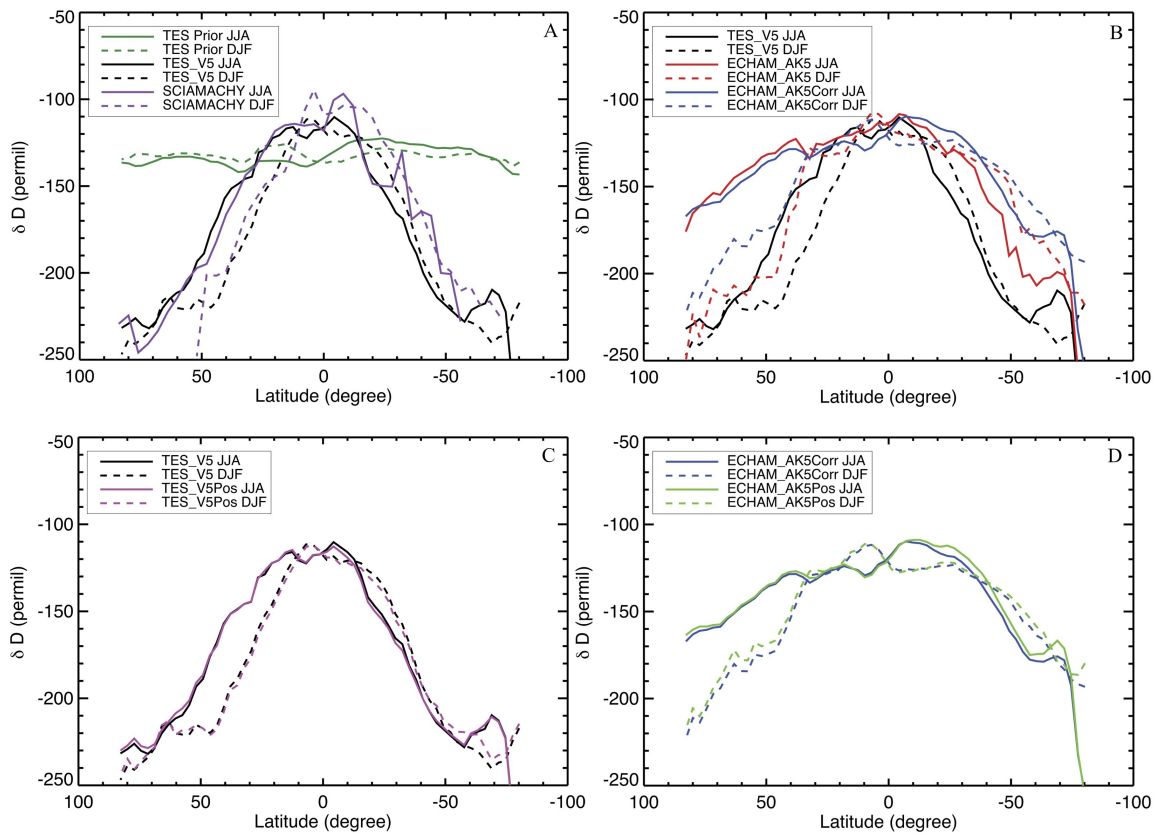 A
TES Prior JJA
TES Prior DJF
TES_V5 JJA
TES_V5 DJF
SCIAMACHY JJA
SCIAMACHY DJF
-50
-100
-150
-200
-250
δ D (permil)
100 50 0 -50 -100
Latitude (degree)
B
TES_V5 JJA
TES_V5 DJF
ECHAM_AK5 JJA
ECHAM_AK5 DJF
ECHAM_AK5Corr JJA
ECHAM_AK5Corr DJF
-50
-100
-150
-200
-250
δ D (permil)
100 50 0 -50 -100
Latitude (degree)
C
TES_V5 JJA
TES_V5 DJF
TES_V5Pos JJA
TES_V5Pos DJF
-50
-100
-150
-200
-250
δ D (permil)
100 50 0 -50 -100
Latitude (degree)
D
ECHAM_AK5Corr JJA
ECHAM_AK5Corr DJF
ECHAM_AK5Pos JJA
ECHAM_AK5Pos DJF
-50
-100
-150
-200
-250
δ D (permil)
100 50 0 -50 -100
Latitude (degree)